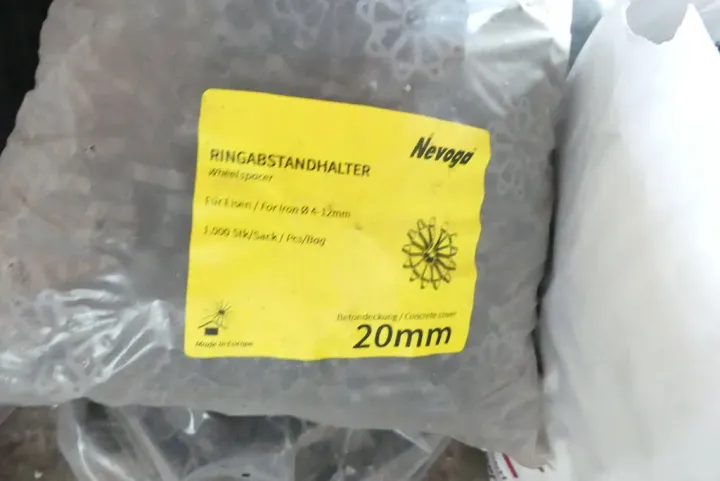 Nevoga
RINGABSTANDHALTER
Wheelspacer
Für Eisen / For Iron Ø 4-12mm
1.000 Stk/Sack / Pcs/Bag
Betondeckung / Concrete cover
20mm
Made in Europe